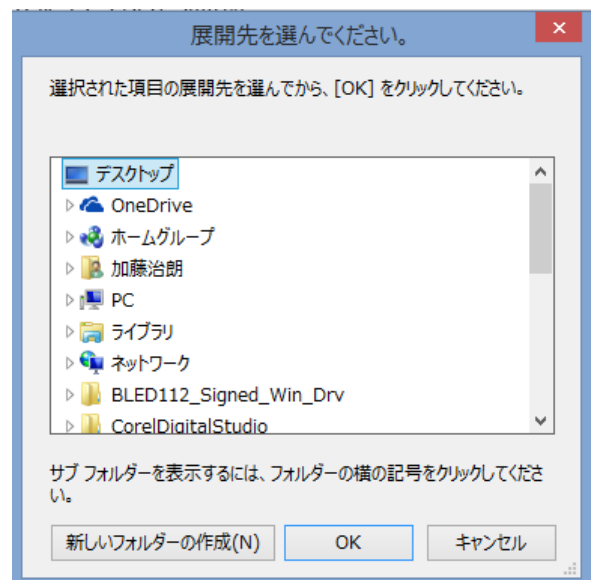 展開先を選んでください。
選択された項目の展開先を選んでから、[OK] をクリックしてください。
デスクトップ
OneDrive
ホームグループ
加藤治朗
PC
ライブラリ
ネットワーク
BLED112_Signed_Win_Drv
CorelDigitalStudio
サブ フォルダーを表示するには、フォルダーの横の記号をクリックしてくださ
い。
新しいフォルダーの作成(N)
OK
キャンセル